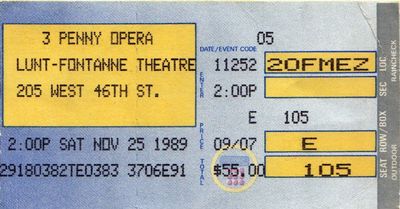 3 PENNY OPERA
LUNT-FONTANNE THEATRE
205 WEST 46TH ST.
2:00P SAT NOV 25 1989
29180382TE0383 3706E91
05
DATE/EVENT CODE
11252
ENTER
2:00P
E 105
PRICE
09/07
TOTAL
$55.00
2OFMEZ
E
105
SEAT ROW/BOX SEC LOC
OUTDOOR RAINCHECK